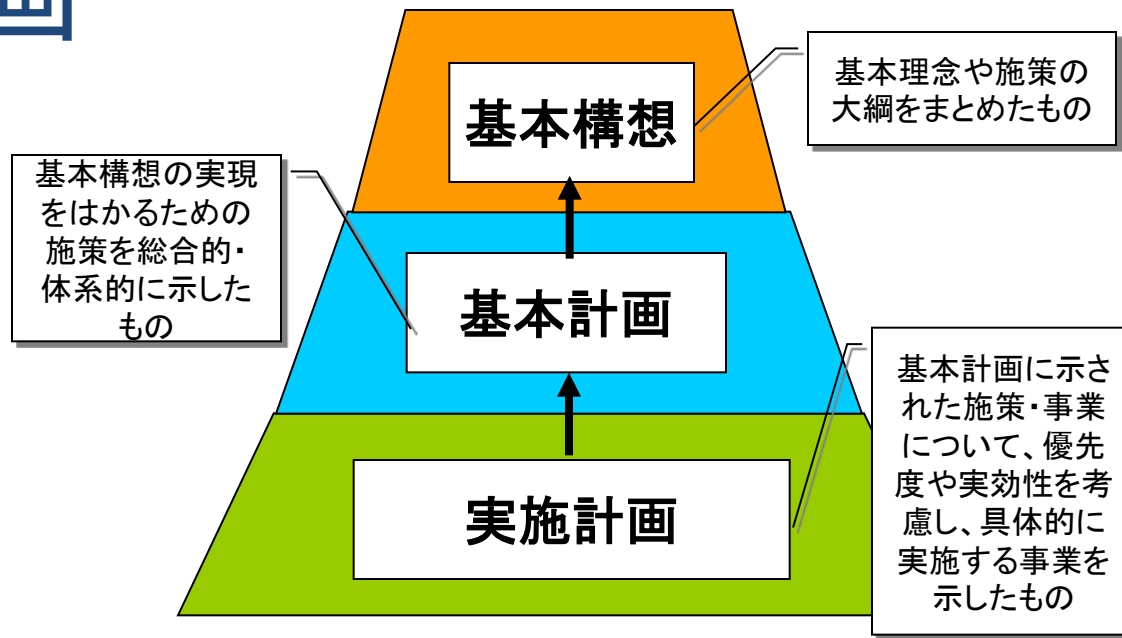 画
基本構想
基本理念や施策の
大綱をまとめたもの
基本構想の実現
をはかるための
施策を総合的・
体系的に示した
もの
基本計画
基本計画に示さ
れた施策・事業
について、優先
度や実効性を考
慮し、具体的に
実施する事業を
示したもの
実施計画